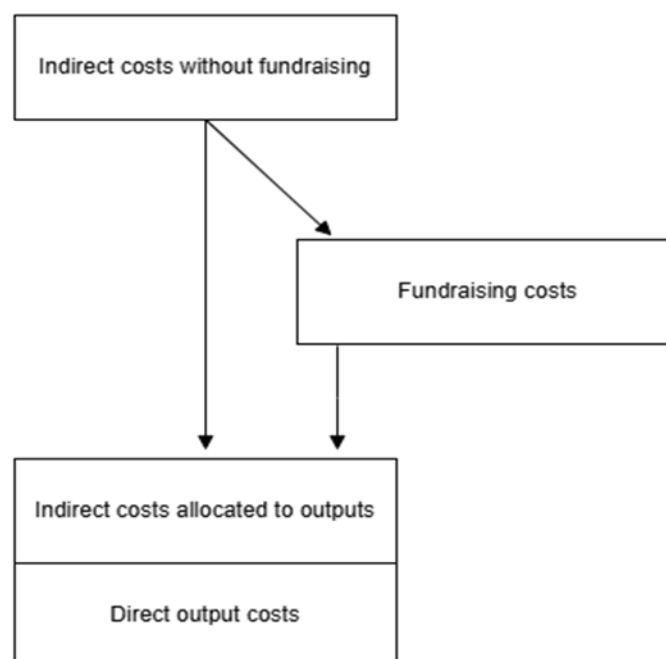 Indirect costs without fundraising
Fundraising costs
Indirect costs allocated to outputs
Direct output costs